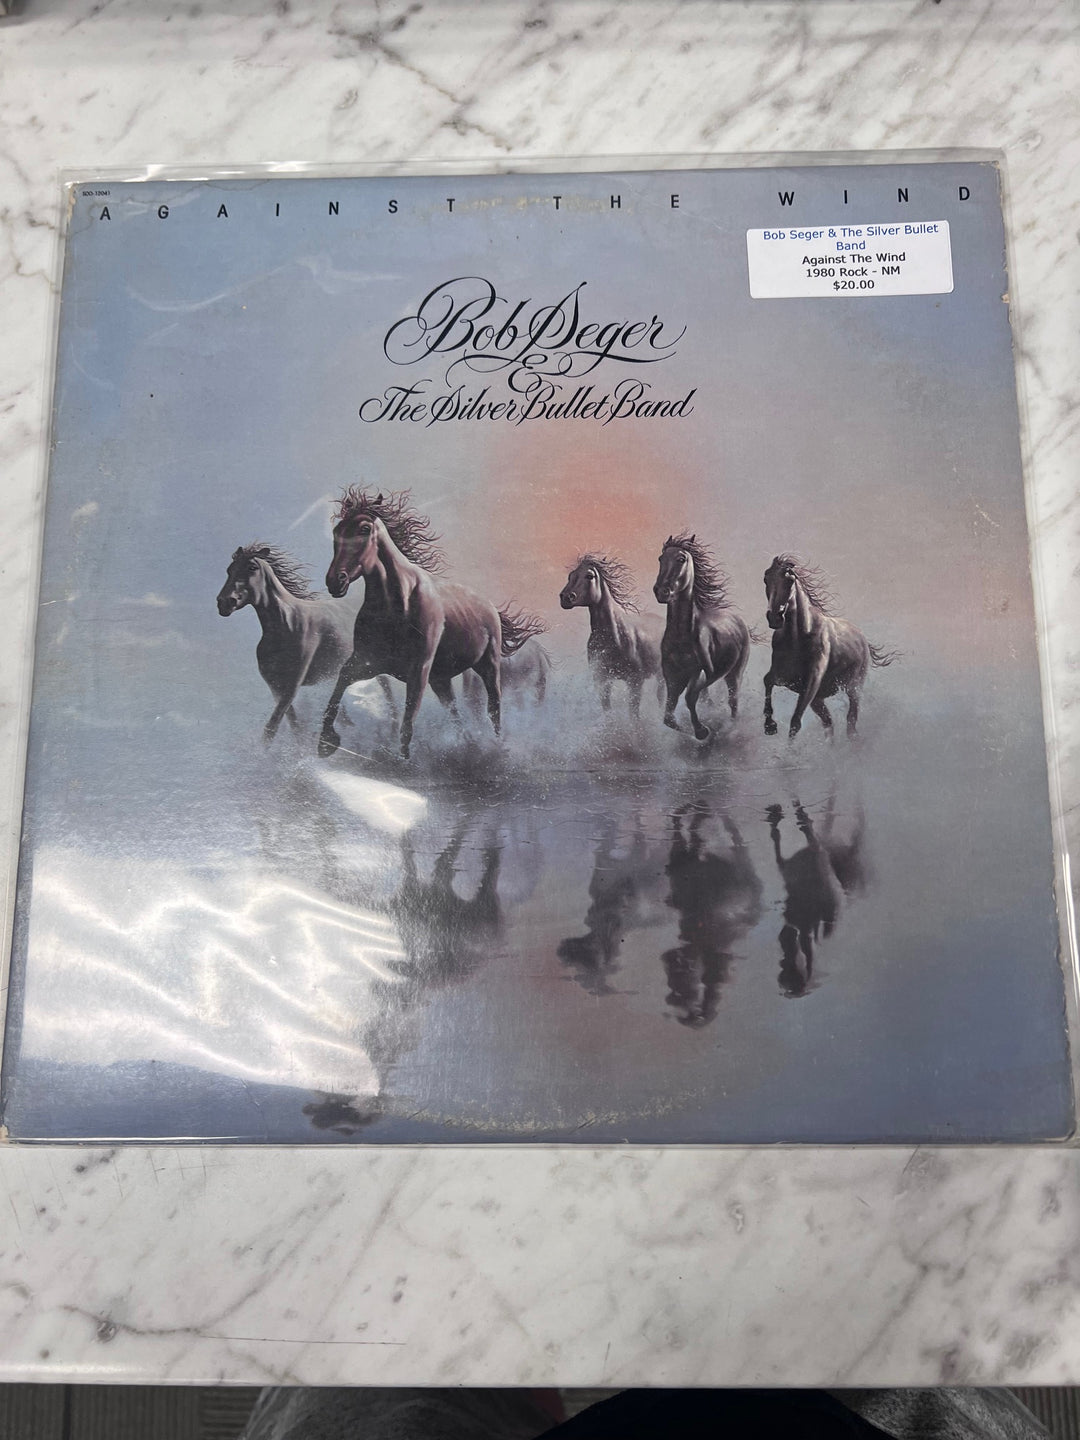 SOO-12041
AGAINST THE WIND
Bob Seger & The Silver Bullet
Band
Against The Wind
1980 Rock - NM
$20.00
Bob Seger
&
The Silver Bullet Band